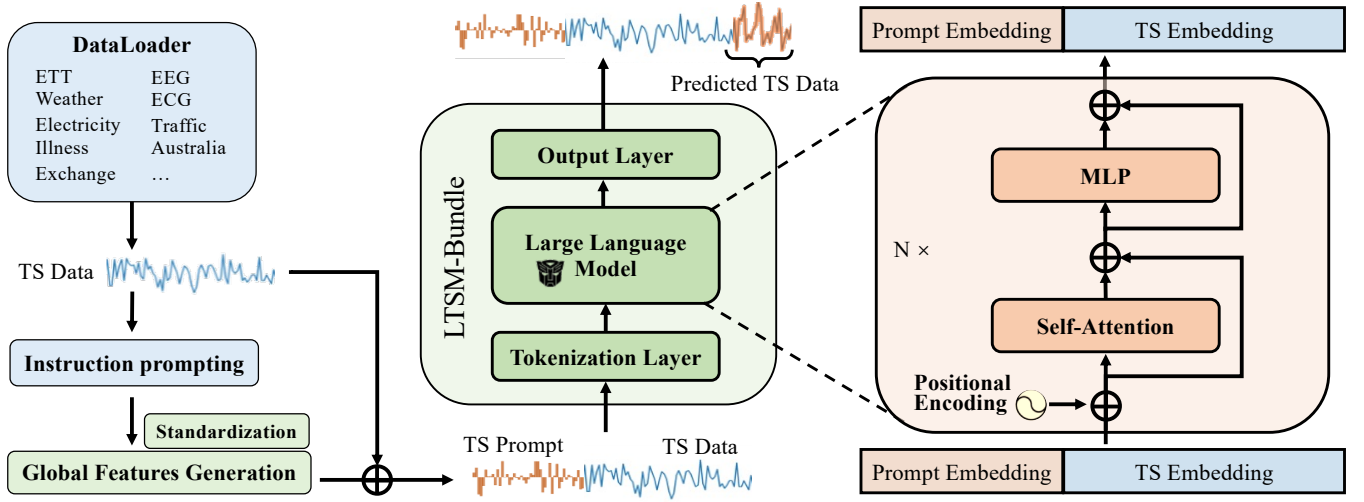 DataLoader
ETT EEG
Weather ECG
Electricity Traffic
Illness Australia
Exchange …
TS Data
Instruction prompting
Standardization
Global Features Generation
Predicted TS Data
LTSM-Bundle
Output Layer
Large Language
Model
Tokenization Layer
TS Prompt TS Data
Prompt Embedding TS Embedding
MLP
N ×
Self-Attention
Positional
Encoding
Prompt Embedding TS Embedding